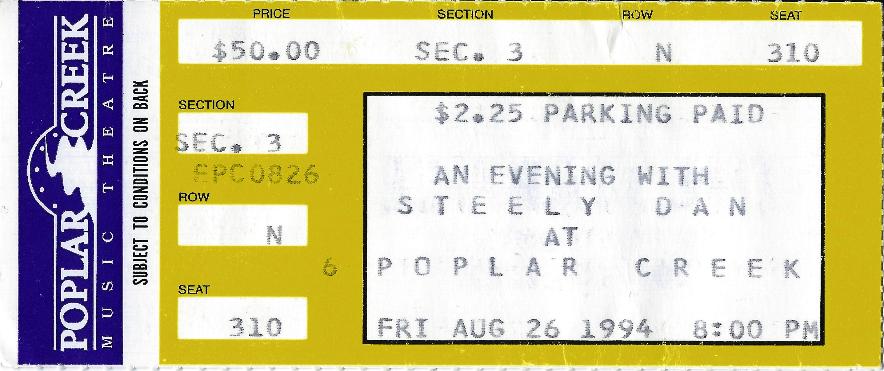 POPLAR CREEK
MUSIC THEATRE
SUBJECT TO CONDITIONS ON BACK
PRICE SECTION ROW SEAT
$50.00 SEC. 3 N 310
SECTION
SEC. 3
EPC0826
ROW
N
6
SEAT
310
$2.25 PARKING PAID
AN EVENING WITH
STEELY DAN
AT
POPLAR CREEK
FRI AUG 26 1994 8:00 PM